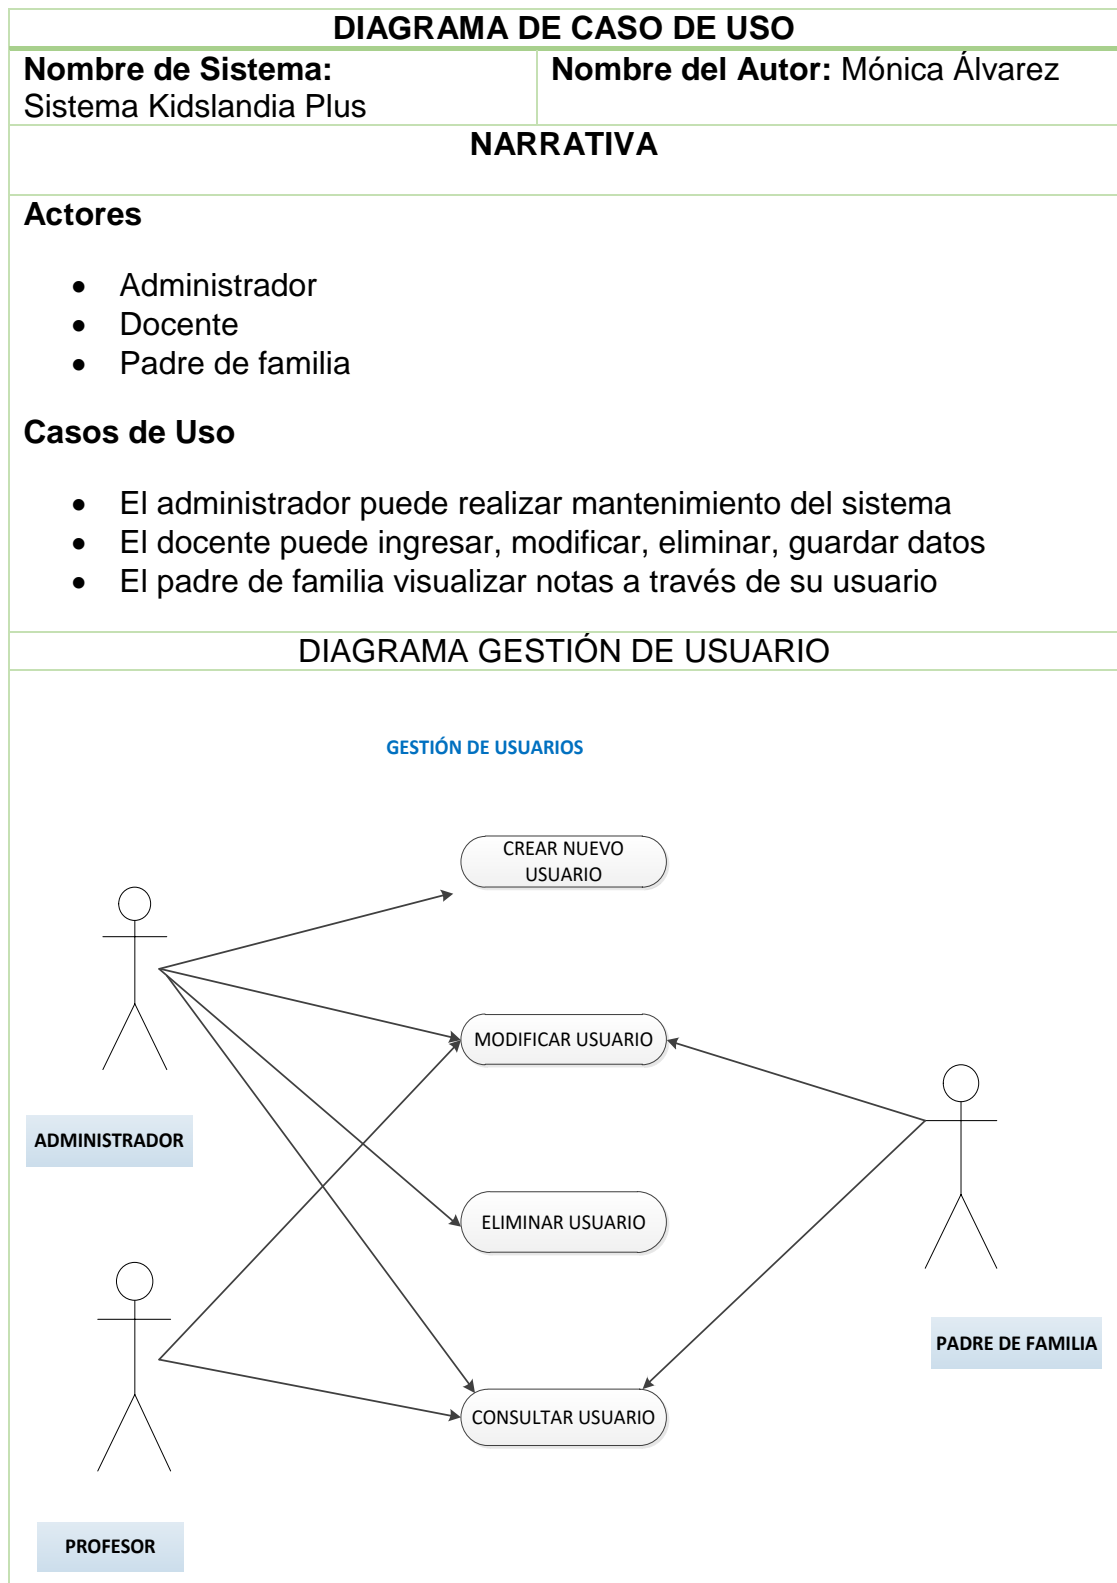 DIAGRAMA DE CASO DE USO
Nombre de Sistema:
Sistema Kidslandia Plus
Nombre del Autor: Mónica Álvarez
NARRATIVA
Actores
• Administrador
• Docente
• Padre de familia
Casos de Uso
• El administrador puede realizar mantenimiento del sistema
• El docente puede ingresar, modificar, eliminar, guardar datos
• El padre de familia visualizar notas a través de su usuario
DIAGRAMA GESTIÓN DE USUARIO
GESTIÓN DE USUARIOS
CREAR NUEVO
USUARIO
MODIFICAR USUARIO
ADMINISTRADOR
ELIMINAR USUARIO
PADRE DE FAMILIA
CONSULTAR USUARIO
PROFESOR